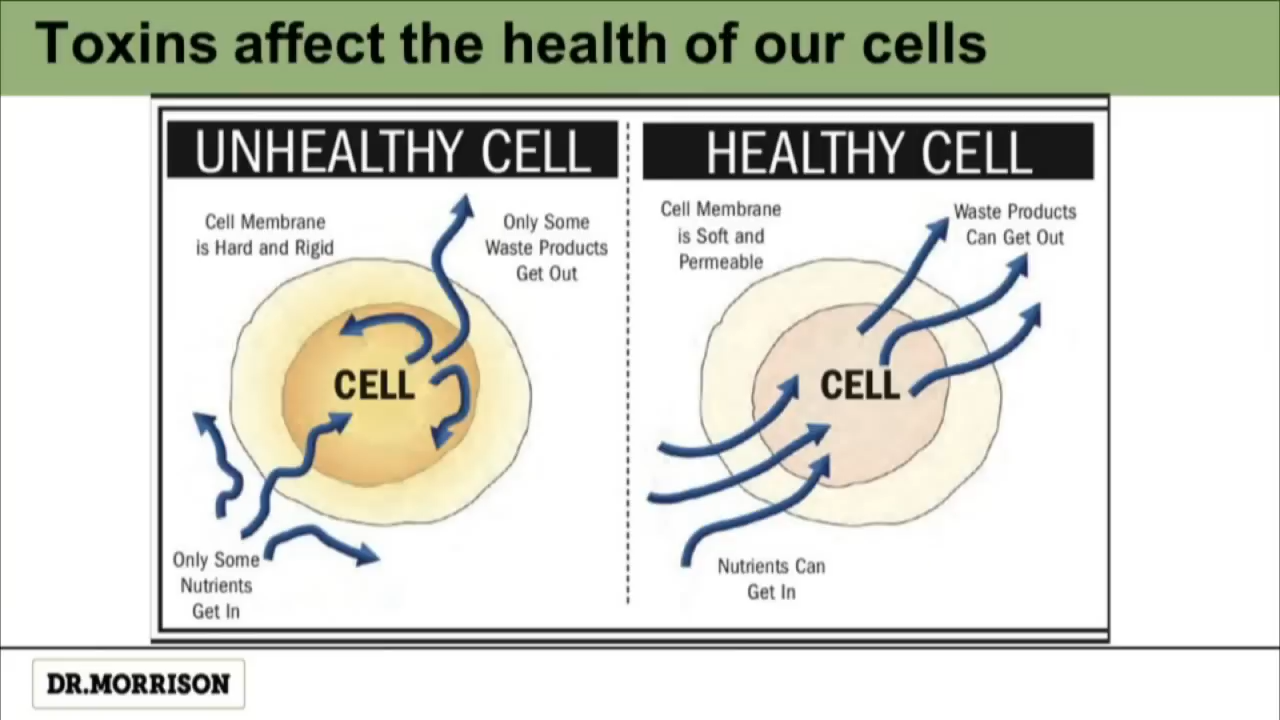 Toxins affect the health of our cells
UNHEALTHY CELL
Cell Membrane
is Hard and Rigid
Only Some
Waste Products
Get Out
CELL
Only Some
Nutrients
Get In
HEALTHY CELL
Cell Membrane
is Soft and
Permeable
Waste Products
Can Get Out
CELL
Nutrients Can
Get In
DR.MORRISON